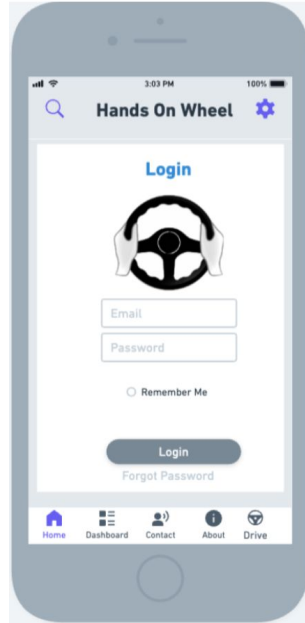 3:03 PM 100%
Hands On Wheel
Login
Email
Password
Remember Me
Login
Forgot Password
Home Dashboard Contact About Drive